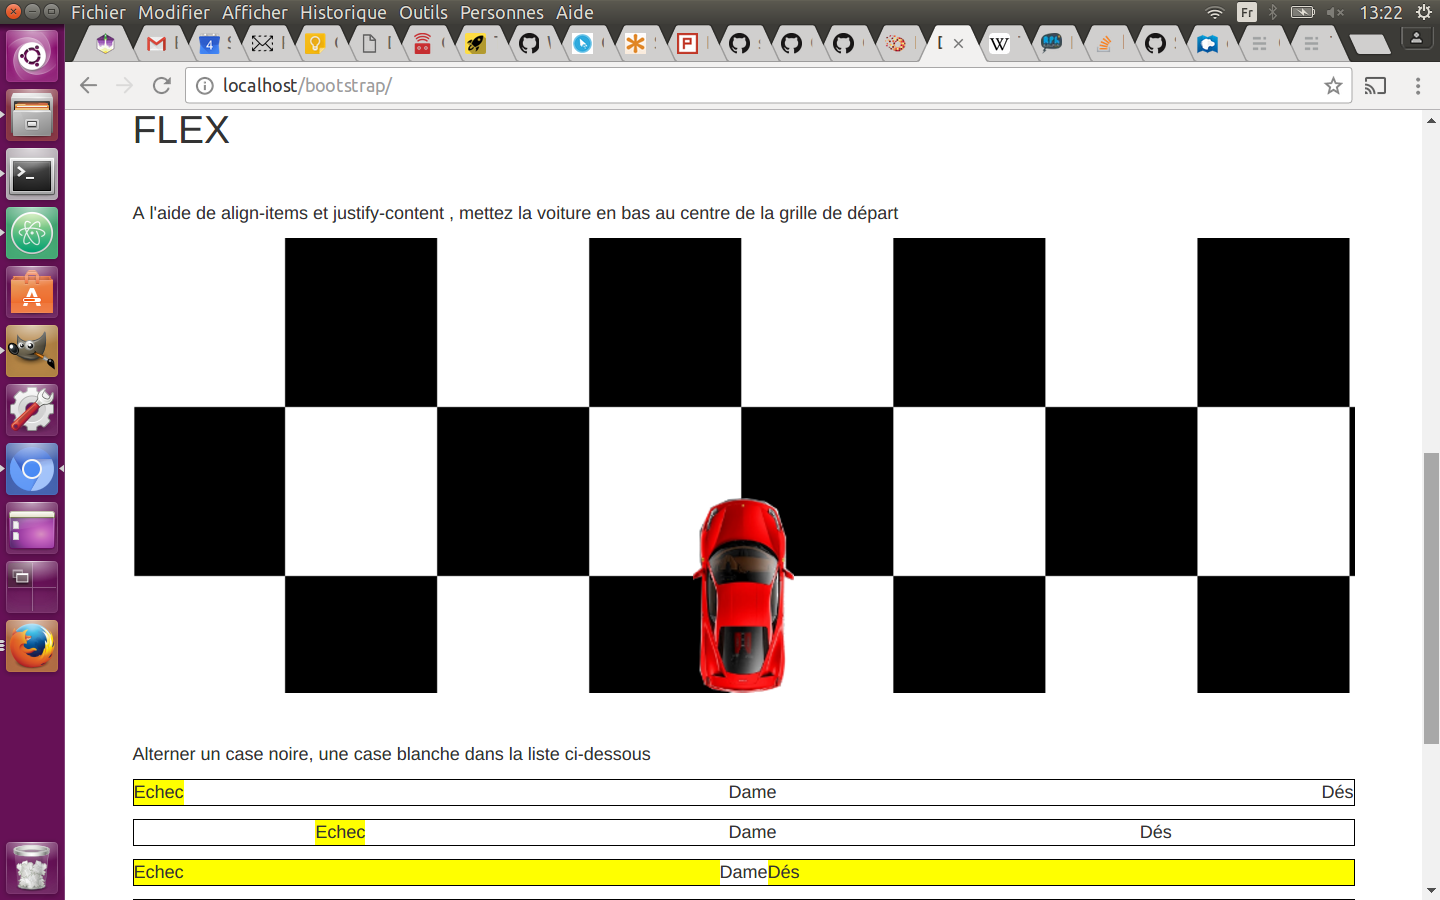 Fichier Modifier Afficher Historique Outils Personnes Aide
Fr
13:22
localhost/bootstrap/
FLEX
A l'aide de align-items et justify-content , mettez la voiture en bas au centre de la grille de départ
Alterner un case noire, une case blanche dans la liste ci-dessous
Echec Dame Dés
Echec Dame Dés
Echec DameDés